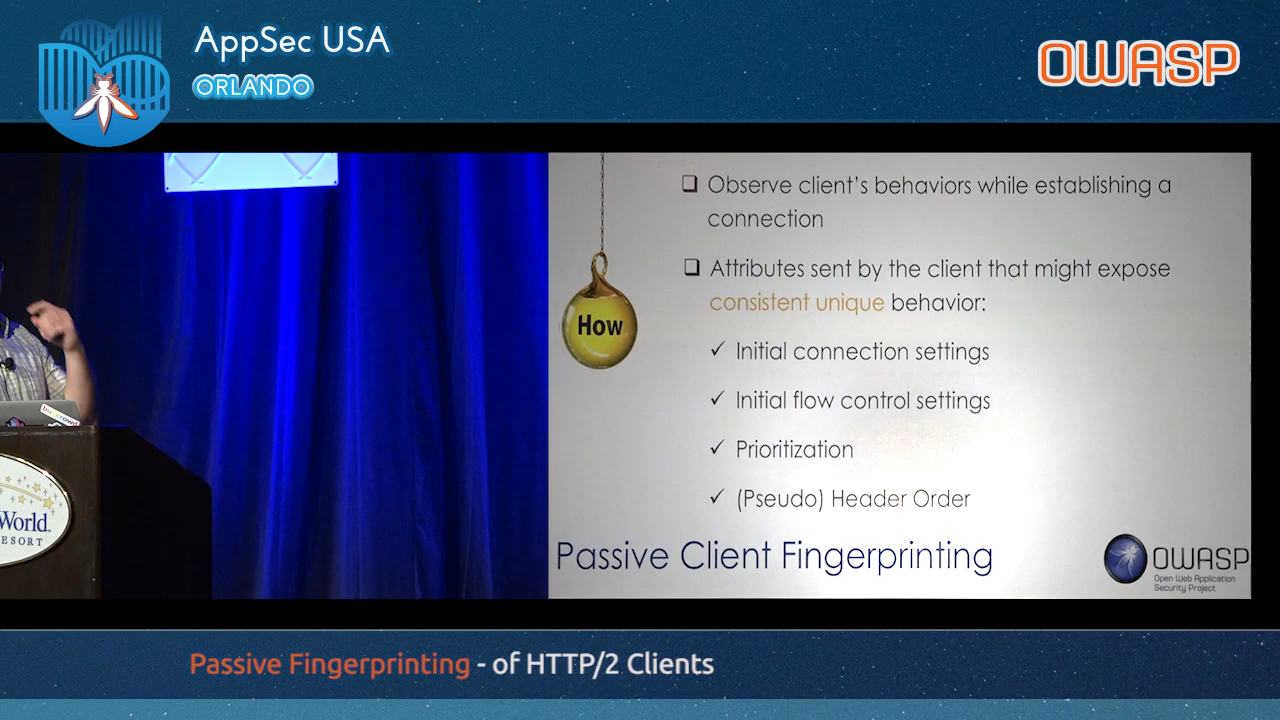 AppSec USA
ORLANDO
OWASP
❑ Observe client's behaviors while establishing a
connection
❑ Attributes sent by the client that might expose
consistent unique behavior:
✓ Initial connection settings
✓ Initial flow control settings
✓ Prioritization
✓ (Pseudo) Header Order
How
Passive Client Fingerprinting
OWASP
Open Web Application
Security Project
World
RESORT
Passive Fingerprinting - of HTTP/2 Clients